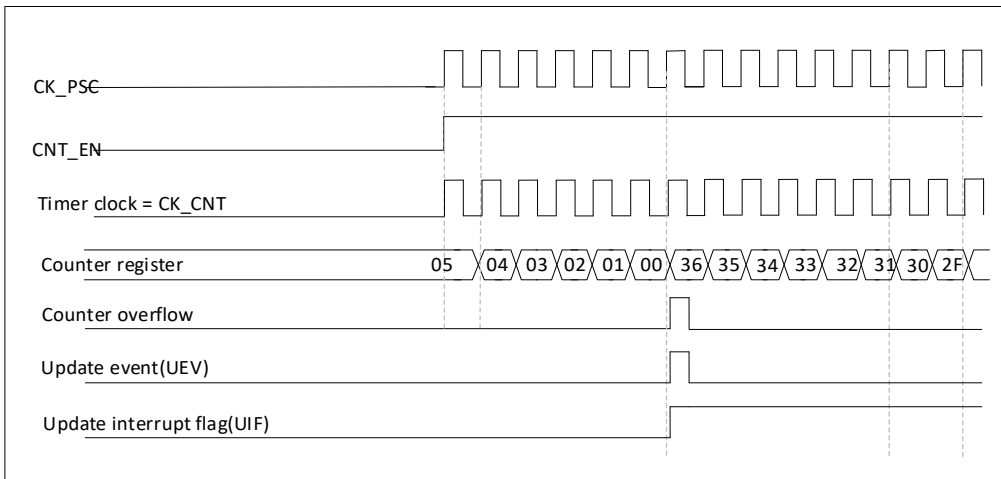 CK_PSC
CNT_EN
Timer clock = CK_CNT
Counter register 05 04 03 02 01 00 36 35 34 33 32 31 30 2F
Counter overflow
Update event(UEV)
Update interrupt flag(UIF)